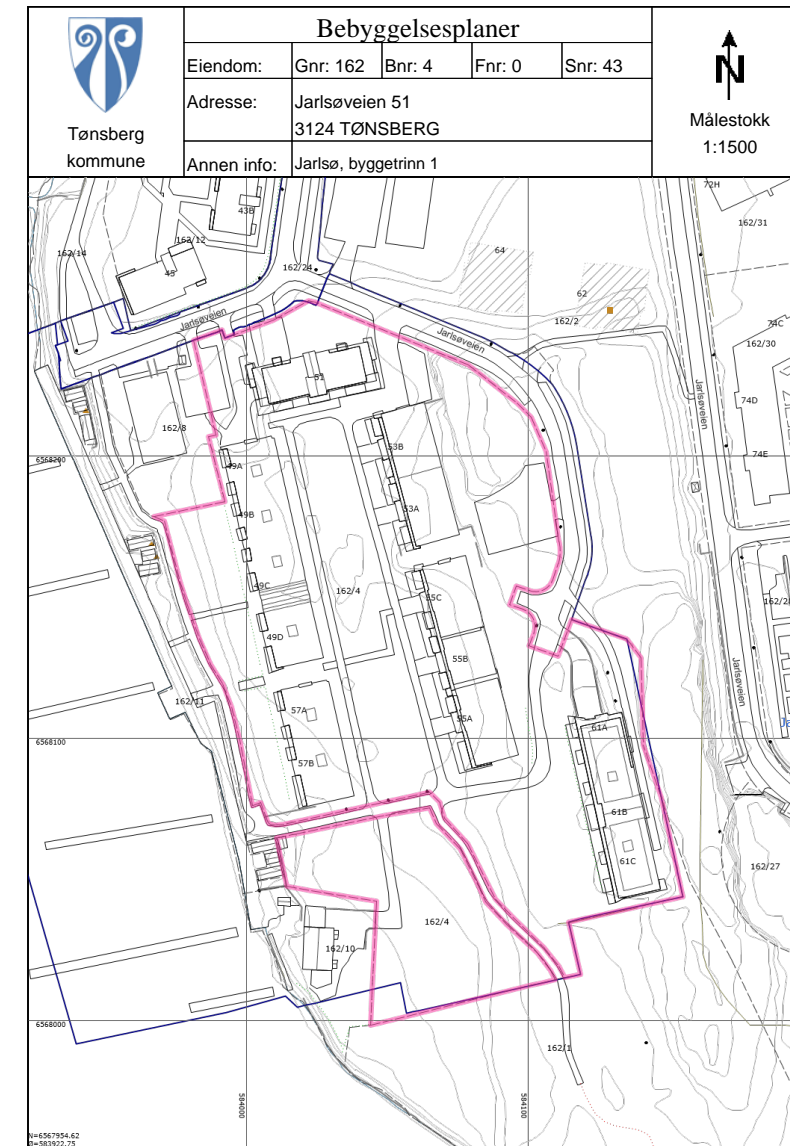 Bebyggelsesplaner
Eiendom: Gnr: 162 Bnr: 4 Fnr: 0 Snr: 43
Adresse: Jarlsøveien 51
3124 TØNSBERG
Annen info: Jarlsø, byggetrinn 1
Tønsberg
kommune
N
Målestokk
1:1500
72H
43B
162/31
162/12
162/14
64
162/24
45
62
162/2
Jarlsøveien
74C
Jarlsøveien
162/30
51
Jarlsøveien
74D
162/8
53B
74E
6568200
49A
53A
49B
49C
162/4
55C
162/2
49D
55B
Jarlsøveien
162/11
57A
55A
61A
6568100
57B
61B
61C
162/27
162/4
162/10
6568000
162/1
584000
584100
N=6567954.62
Ø=583922.75